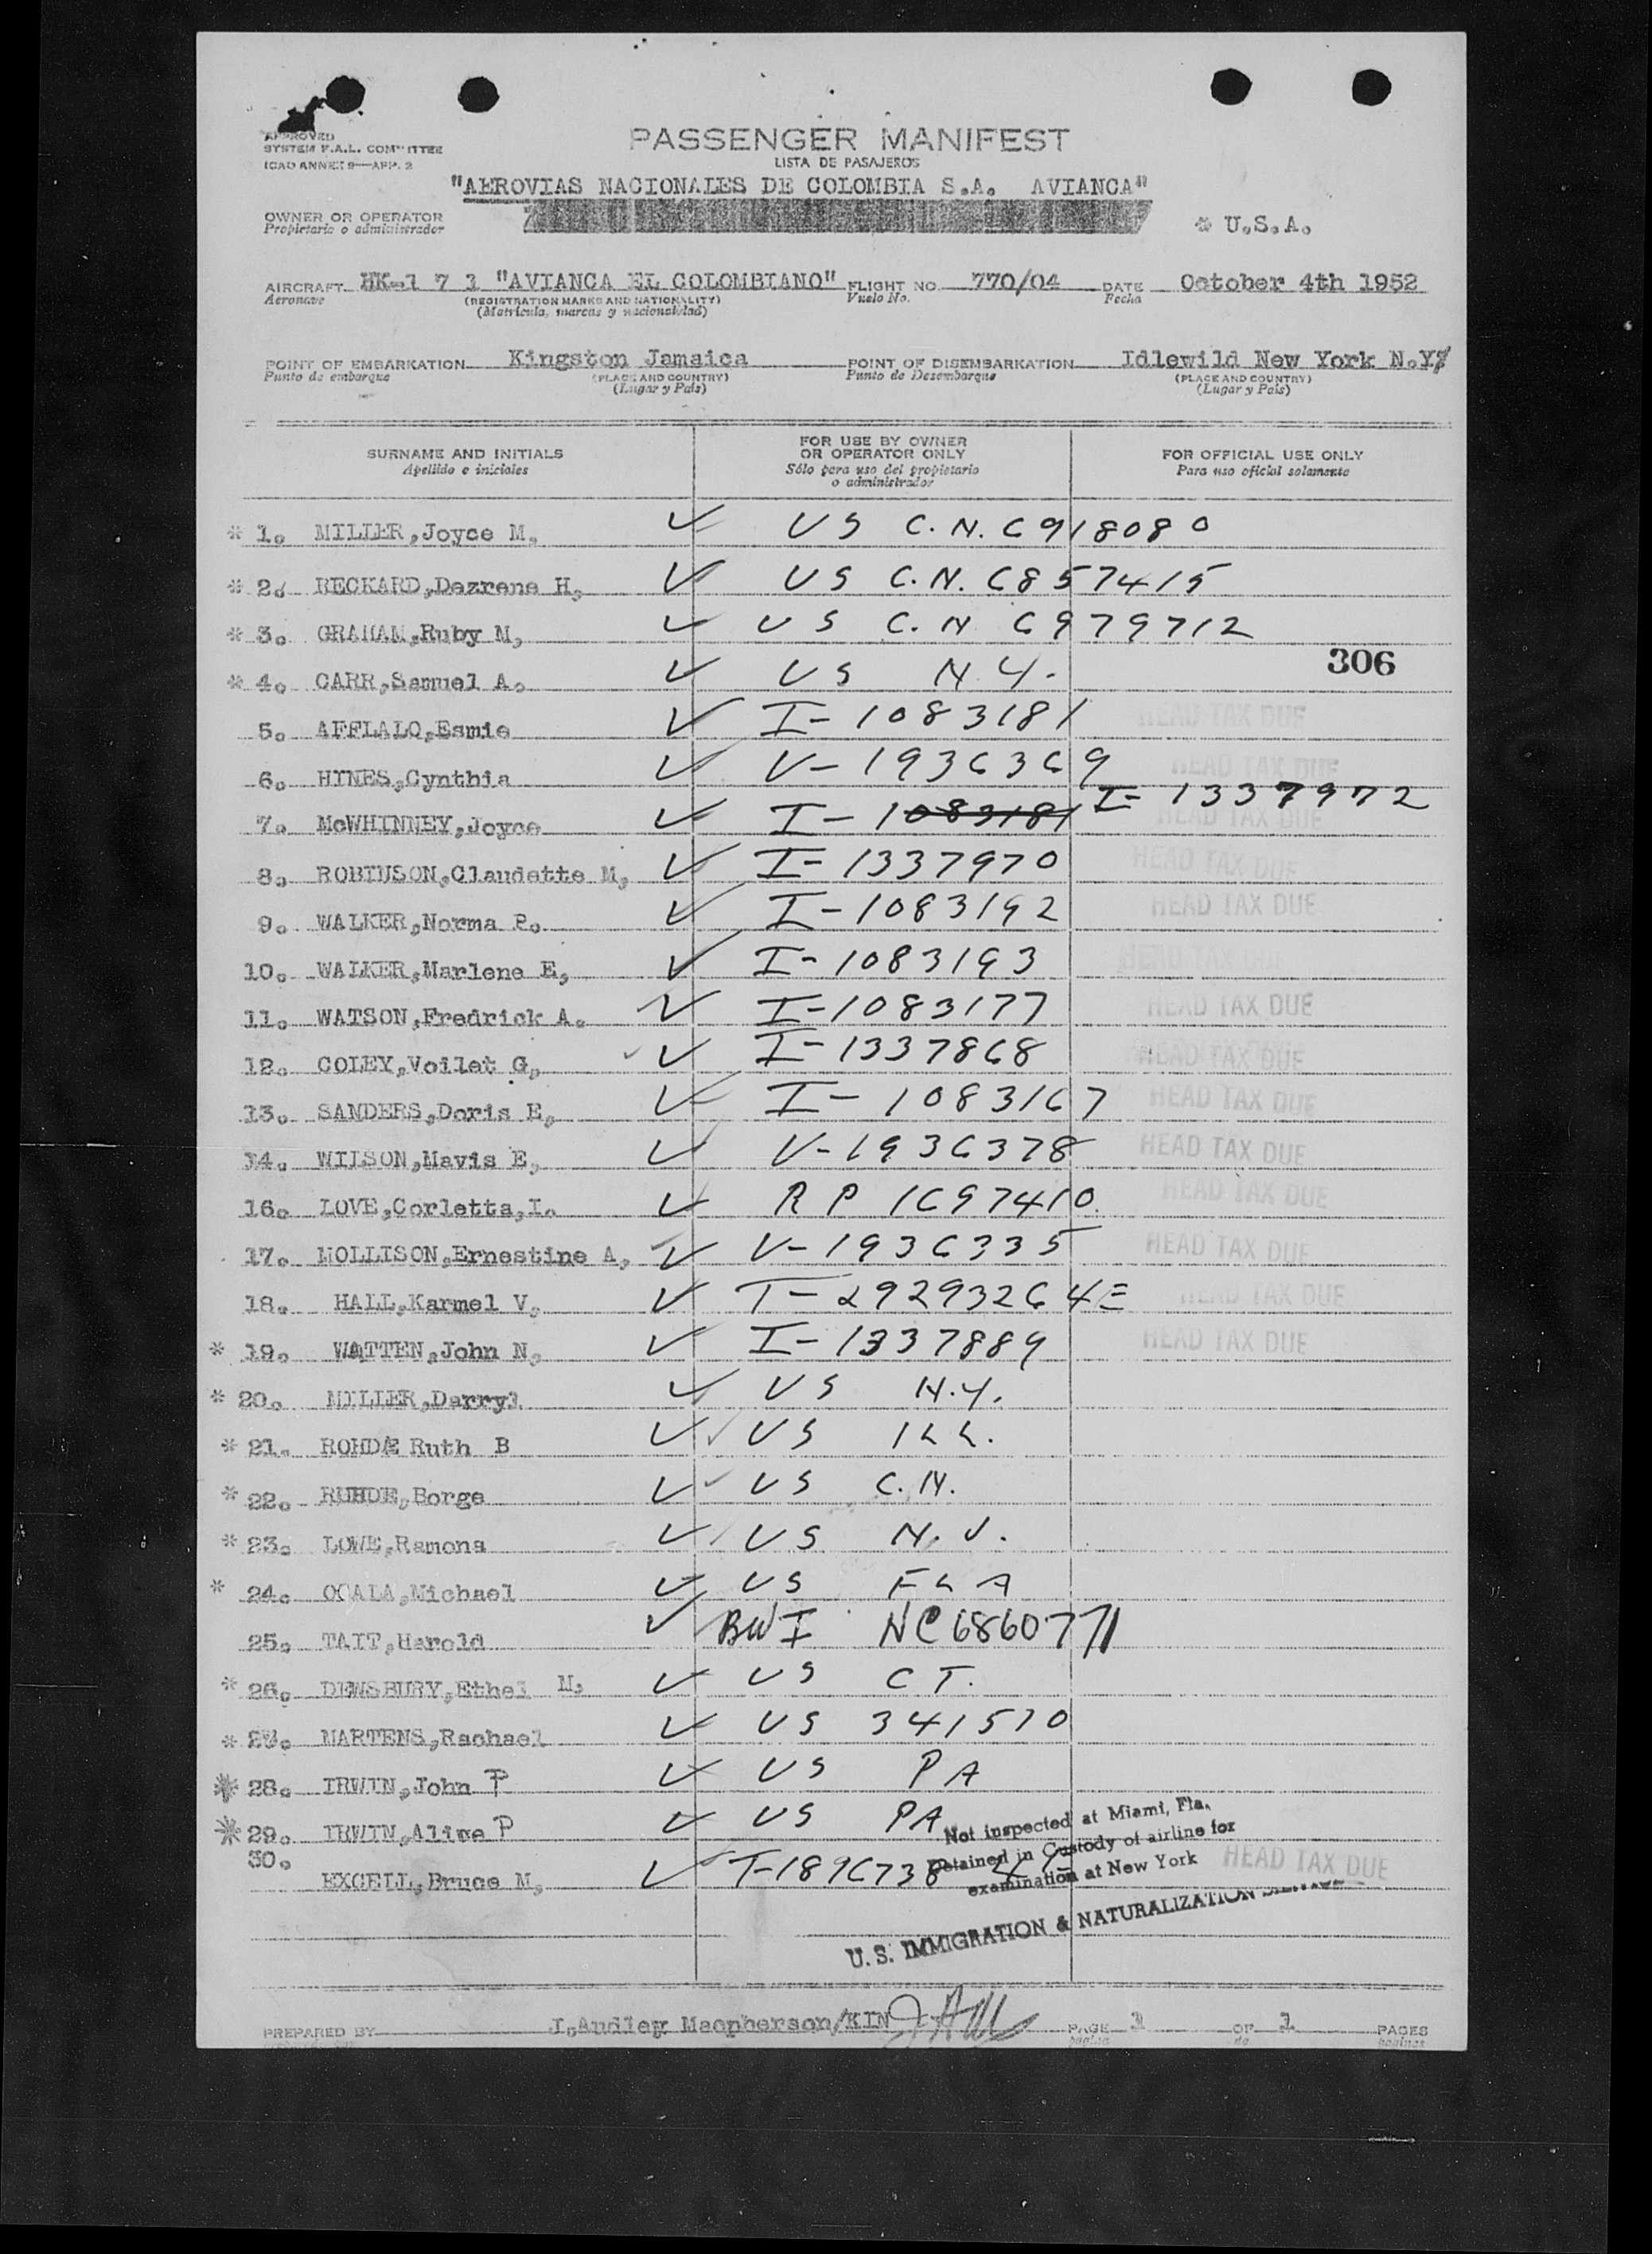 APPROVED
SYSTEM F.A.L. COMMITTEE
ICAO ANNEX 9—APP. 2
PASSENGER MANIFEST
LISTA DE PASAJEROS
"AEROVIAS NACIONALES DE COLOMBIA S.A. AVIANCA"
OWNER OR OPERATOR
Propietario o administrador
* U.S.A.
AIRCRAFT HK-1 7 3 "AVIANCA EL COLOMBIANO" FLIGHT NO. 770/04 DATE October 4th 1952
Aeronave (REGISTRATION MARKS AND NATIONALITY) Vuelo No. Fecha
(Matrícula, marcas y nacionalidad)
POINT OF EMBARKATION Kingston Jamaica POINT OF DISEMBARKATION Idlewild New York N.Y.
Punto de embarque (PLACE AND COUNTRY) Punto de Desembarque (PLACE AND COUNTRY)
(Lugar y País) (Lugar y País)
SURNAME AND INITIALS FOR USE BY OWNER OR OPERATOR ONLY FOR OFFICIAL USE ONLY
Apellido e iniciales Sólo para uso del propietario o administrador Para uso oficial solamente
* 1. MILLER,Joyce M. ✓ US C.N. C918080
* 2. RECKARD,Dezrene H, ✓ US C.N. C857415
* 3. GRAHAM,Ruby M, ✓ US C.N C979712
306
* 4. CARR,Samuel A. ✓ US N.Y.
5. AFFLALO,Esmie ✓ I-1083181 HEAD TAX DUE
6. HYNES,Cynthia ✓ V-1936369 HEAD TAX DUE
7. McWHINNEY,Joyce ✓ I-1083181 I-1337972 HEAD TAX DUE
8. ROBINSON,Claudette M, ✓ I-1337970 HEAD TAX DUE
9. WALKER,Norma P. ✓ I-1083192 HEAD TAX DUE
10. WALKER,Marlene E, ✓ I-1083193 HEAD TAX DUE
11. WATSON,Fredrick A. ✓ I-1083177 HEAD TAX DUE
12. COLEY,Voilet G, ✓ I-1337868 HEAD TAX DUE
13. SANDERS,Doris E, ✓ I-1083167 HEAD TAX DUE
14. WILSON,Mavis E, ✓ V-1936378 HEAD TAX DUE
16. LOVE,Corletta,I. ✓ RP 1697410 HEAD TAX DUE
17. MOLLISON,Ernestine A, ✓ V-1936335 HEAD TAX DUE
18. HALL,Karmel V, ✓ T-2929326 4E HEAD TAX DUE
* 19. WATTEN,John N, ✓ I-1337889 HEAD TAX DUE
* 20. MILLER,Darryl ✓ US N.Y.
* 21. ROHDE Ruth B ✓ US ILL.
* 22. RUHDE,Borge ✓ US C.N.
* 23. LOWE,Ramona ✓ US N.J.
* 24. OCALA,Michael ✓ US FLA
25. TAIT,Harold ✓ BWI NC686077
* 26. DEWSBURY,Ethel M, ✓ US CT.
* 27. MARTENS,Rachael ✓ US 341510
* 28. IRWIN,John P ✓ US PA
* 29. IRWIN,Aline P ✓ US PA
30. EXCELL,Bruce M, ✓ T-1896738 HEAD TAX DUE
Not inspected at Miami, Fla.
Detained in Custody of airline for
examination at New York
U. S. IMMIGRATION & NATURALIZATION SERVICE
PREPARED BY J.Audley Macpherson/KIN PAGE 1 OF 1 PAGES
página de páginas